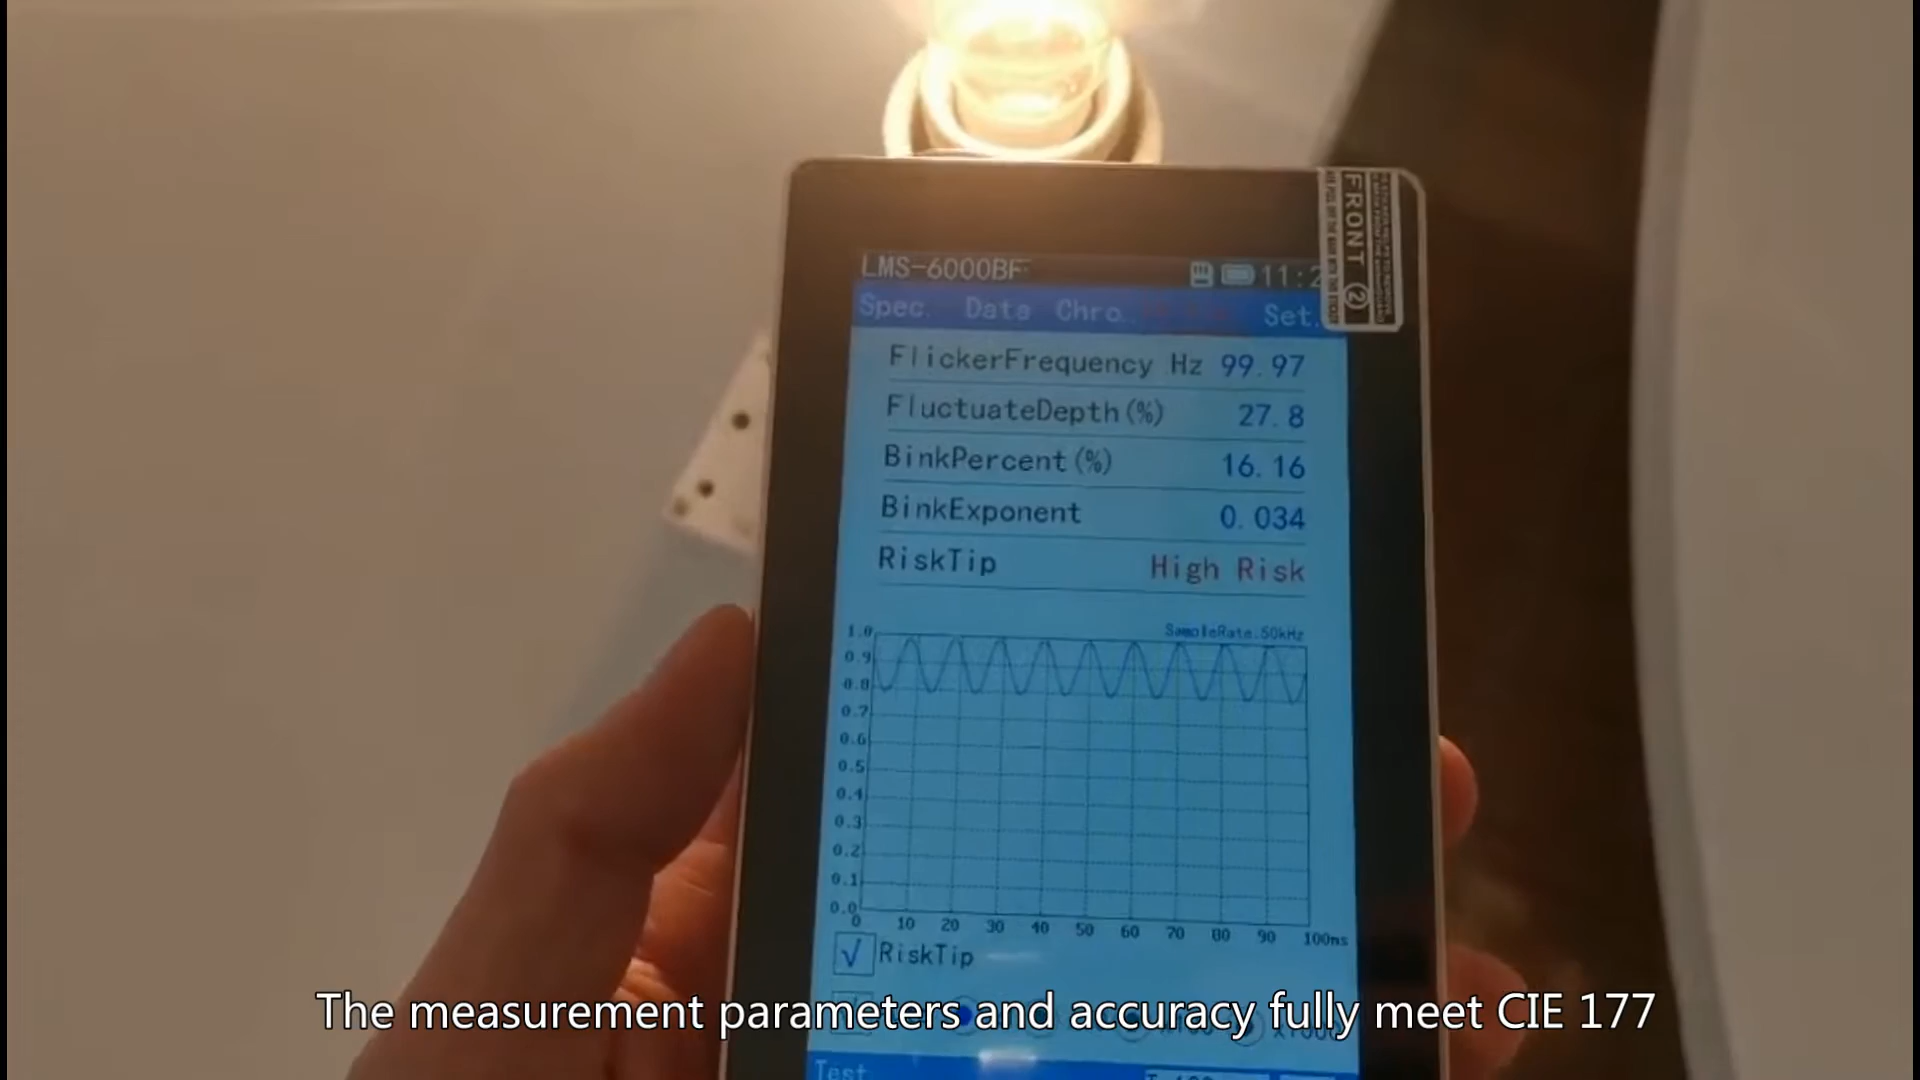 FRONT ②
LMS-6000BF
11:2
Spec. Data Chro.. Set.
FlickerFrequency Hz 99.97
FluctuateDepth(%) 27.8
BinkPercent(%) 16.16
BinkExponent 0.034
RiskTip High Risk
SampleRate.50kHz
1.0
0.9
0.8
0.7
0.6
0.5
0.4
0.3
0.2
0.1
0.0
0 10 20 30 40 50 60 70 80 90 100ms
√ RiskTip
The measurement parameters and accuracy fully meet CIE 177
Test